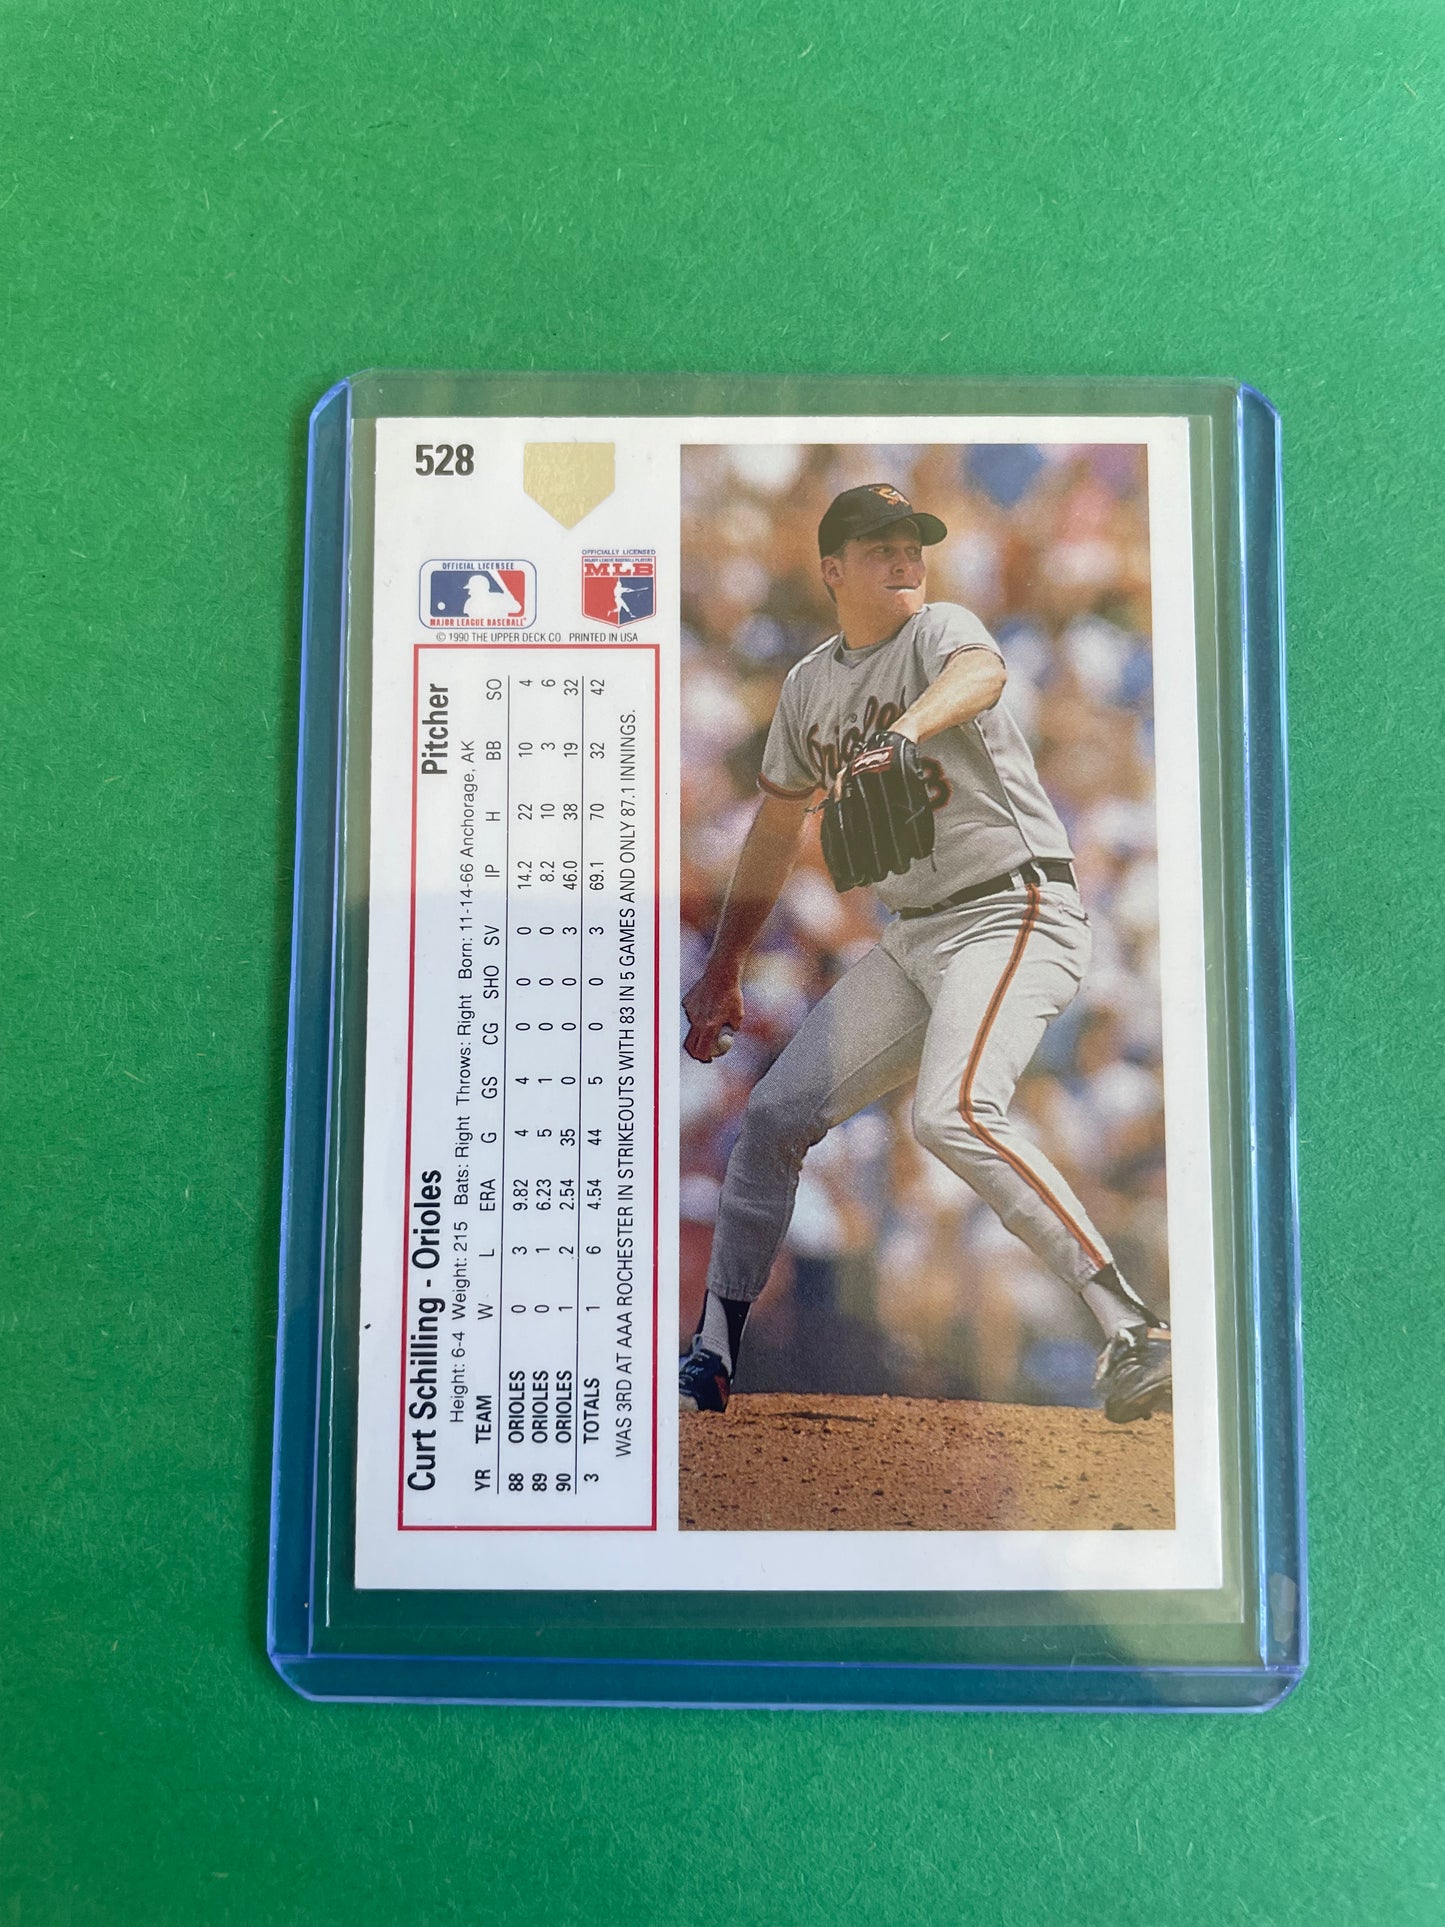 528
OFFICIAL LICENSEE
MAJOR LEAGUE BASEBALL
OFFICIALLY LICENSED
MAJOR LEAGUE BASEBALL PLAYERS
MLB
© 1990 THE UPPER DECK CO. PRINTED IN USA
Curt Schilling - Orioles Pitcher
Height: 6-4 Weight: 215 Bats: Right Throws: Right Born: 11-14-66 Anchorage, AK
YR TEAM W L ERA G GS CG SHO SV IP H BB SO
88 ORIOLES 0 3 9.82 4 4 0 0 0 14.2 22 10 4
89 ORIOLES 0 1 6.23 5 1 0 0 0 8.2 10 3 6
90 ORIOLES 1 2 2.54 35 0 0 0 3 46.0 38 19 32
3 TOTALS 1 6 4.54 44 5 0 0 3 69.1 70 32 42
WAS 3RD AT AAA ROCHESTER IN STRIKEOUTS WITH 83 IN 5 GAMES AND ONLY 87.1 INNINGS.
Orioles
3